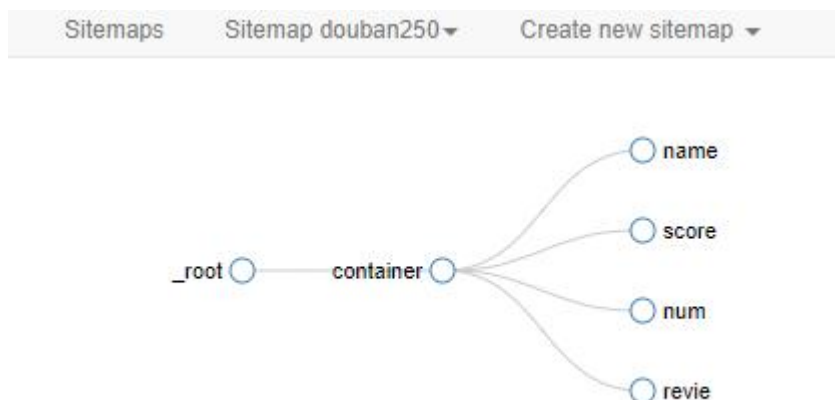 Sitemaps Sitemap douban250 Create new sitemap
name
score
_root container
num
revie